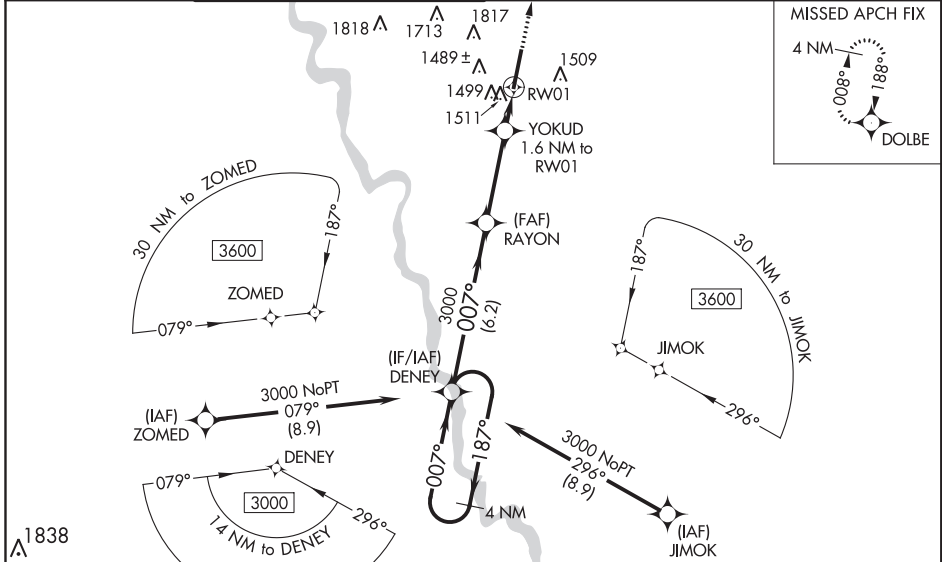 1818
1713
1817
1489 ±
1509
1499
1511
RW01
YOKUD
1.6 NM to
RW01
MISSED APCH FIX
4 NM
008°
188°
DOLBE
30 NM to ZOMED
187°
3600
ZOMED
079°
(FAF)
RAYON
3000
007°
(6.2)
30 NM to JIMOK
187°
3600
JIMOK
296°
(IF/IAF)
DENEY
3000 NoPT
079°
(8.9)
(IAF)
ZOMED
007°
187°
4 NM
3000 NoPT
296°
(8.9)
(IAF)
JIMOK
DENEY
079°
3000
296°
14 NM to DENEY
1838